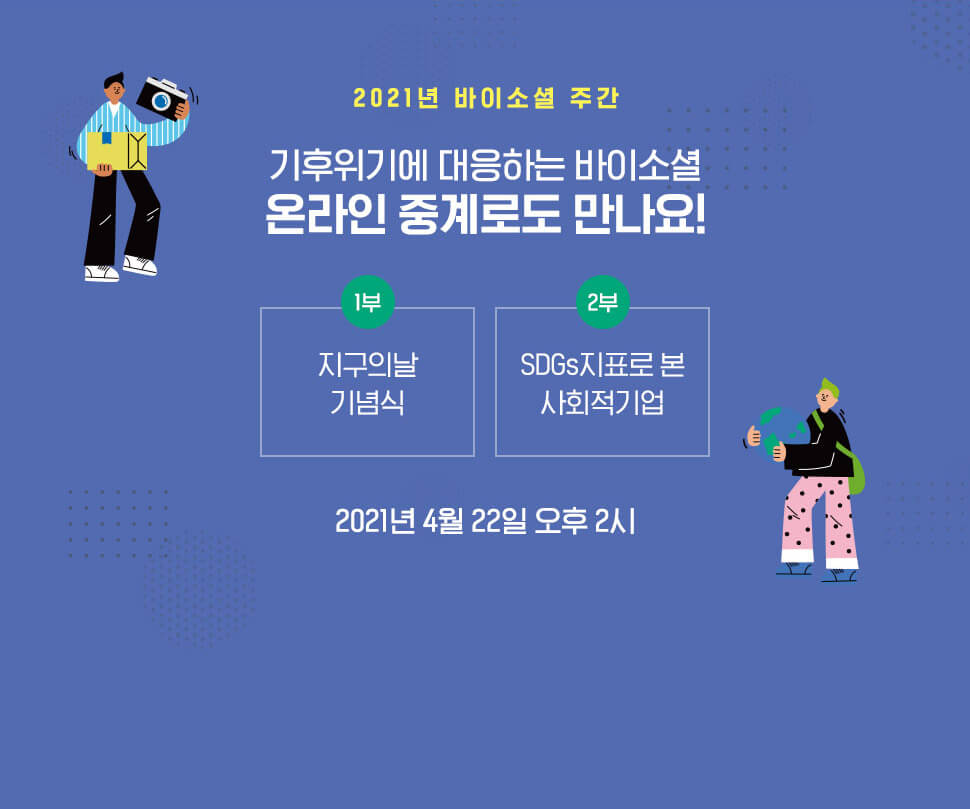 2021년 바이소셜 주간
기후위기에 대응하는 바이소셜
온라인 중계로도 만나요!
1부
지구의날
기념식
2부
SDGs지표로 본
사회적기업
2021년 4월 22일 오후 2시